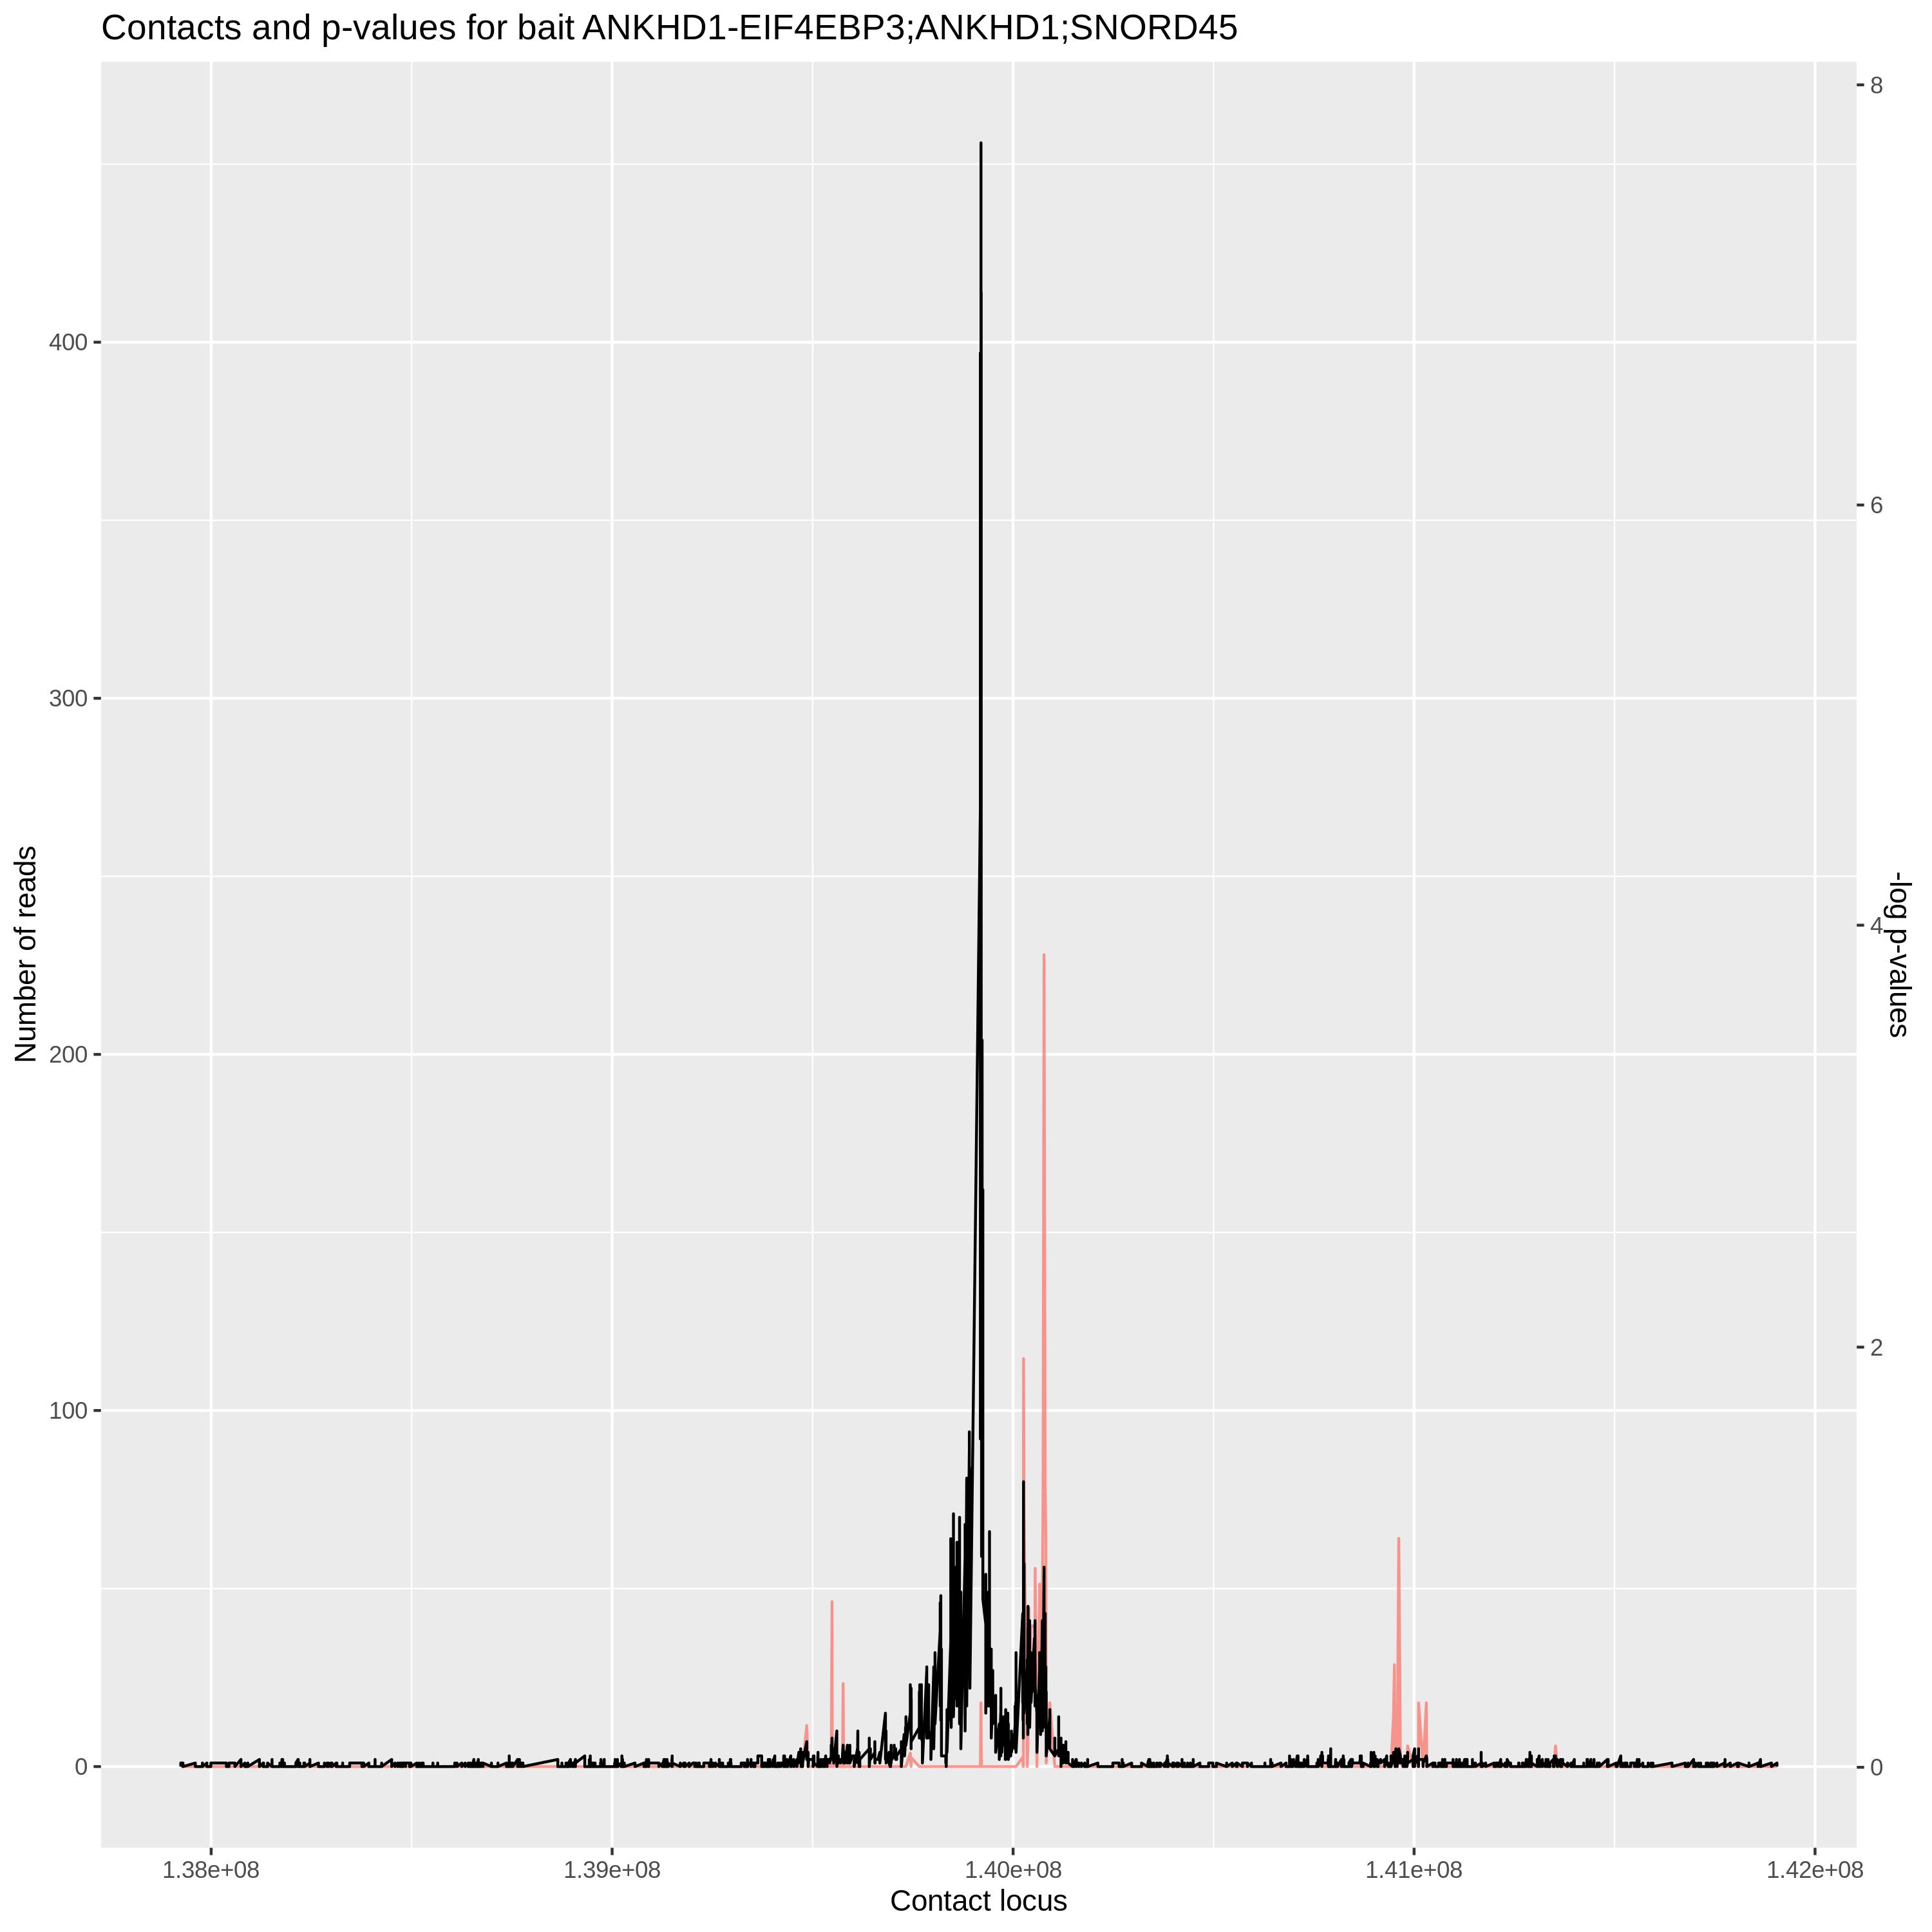 Contacts and p-values for bait ANKHD1-EIF4EBP3;ANKHD1;SNORD45
Number of reads
400
300
200
100
0
8
6
4
2
0
-log p-values
1.38e+08
1.39e+08
1.40e+08
1.41e+08
1.42e+08
Contact locus